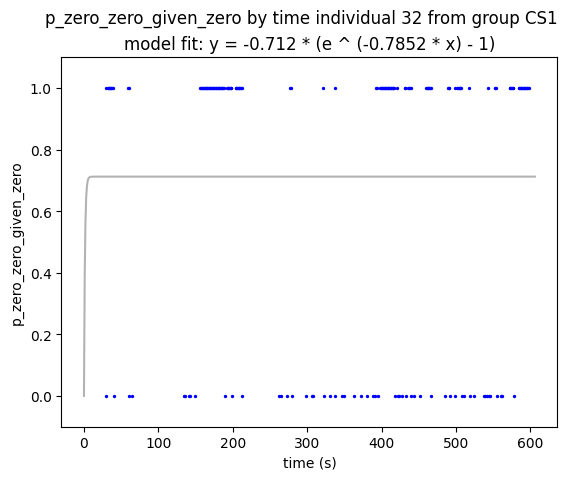 p_zero_zero_given_zero by time individual 32 from group CS1
model fit: y = -0.712 * (e ^ (-0.7852 * x) - 1)
p_zero_zero_given_zero
1.0
0.8
0.6
0.4
0.2
0.0
0 100 200 300 400 500 600
time (s)